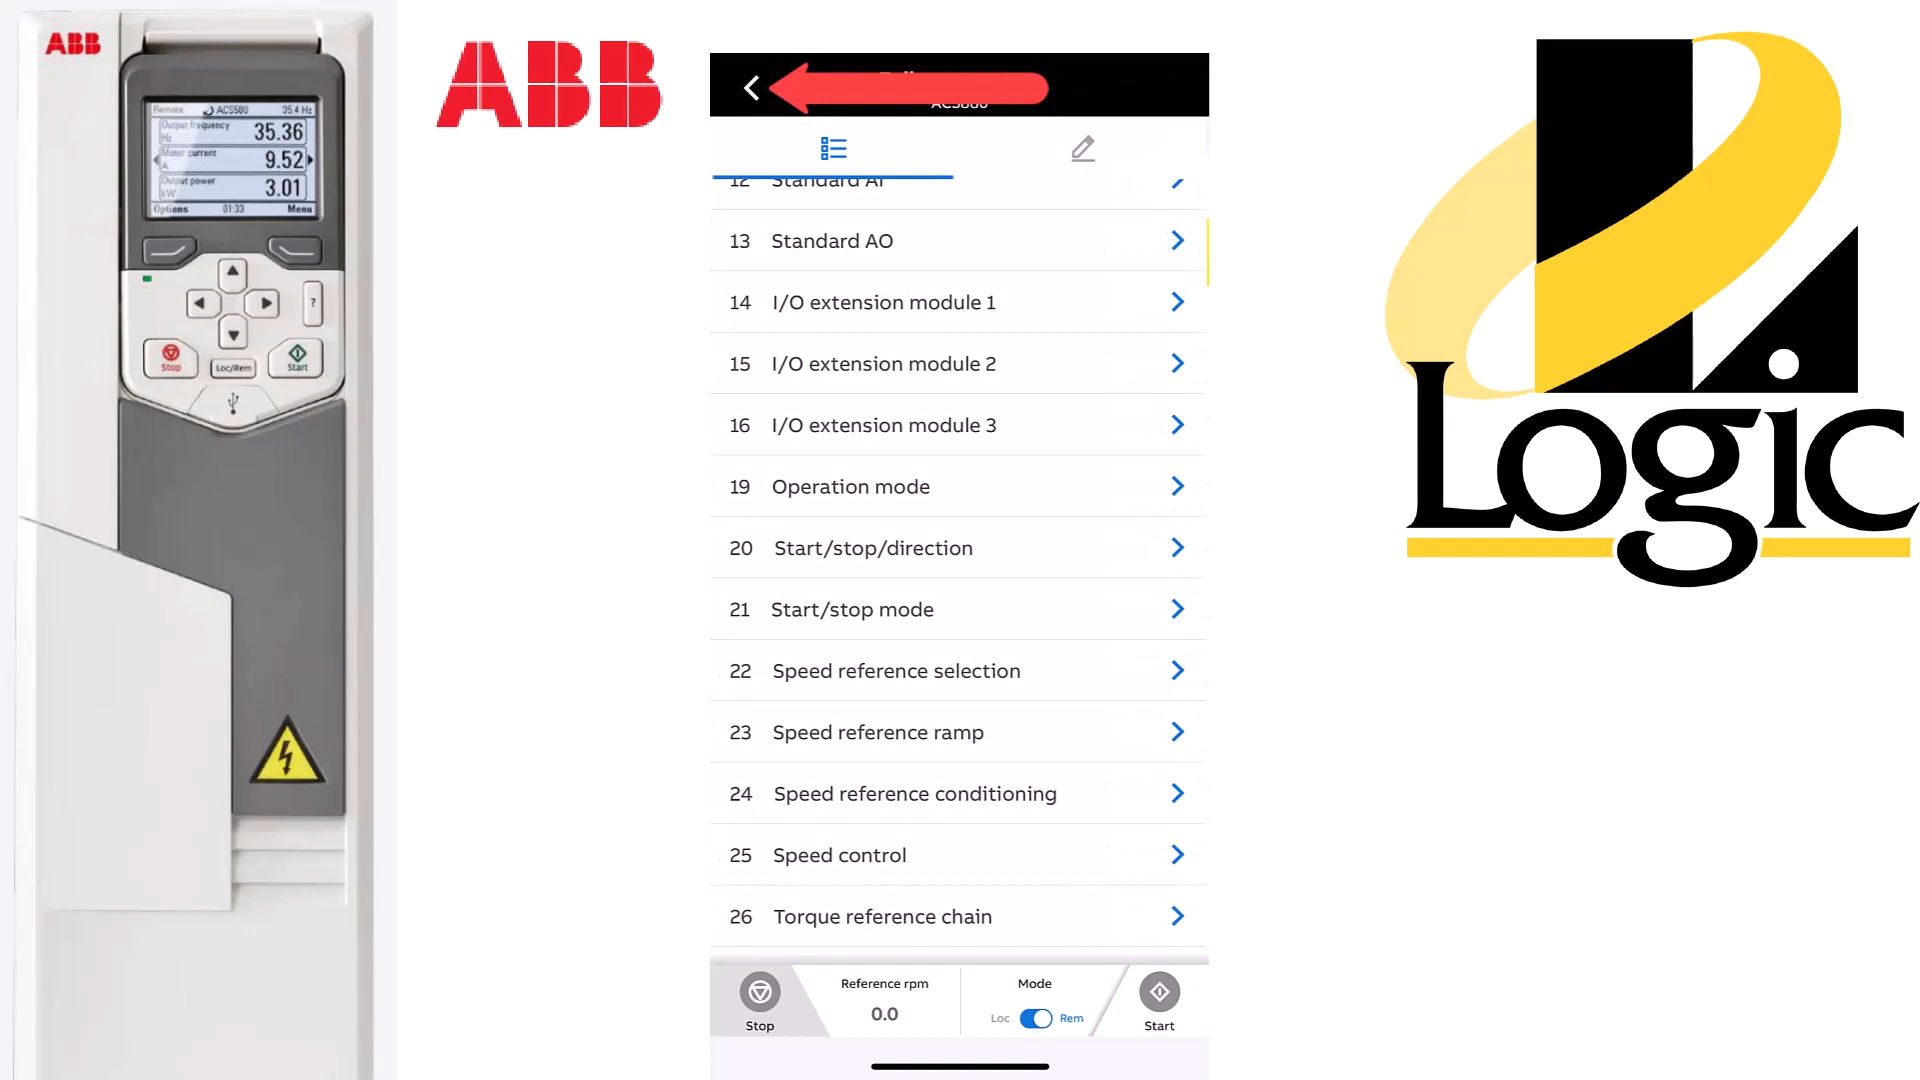 ABB
Remote ACS580 35.4 Hz
Output frequency
Hz
35.36
Motor current
A
9.52
Output power
kW
3.01
Options 01:33 Menu
?
Stop
Loc/Rem
Start
ABB
ACS880
12 Standard AI
13 Standard AO
14 I/O extension module 1
15 I/O extension module 2
16 I/O extension module 3
19 Operation mode
20 Start/stop/direction
21 Start/stop mode
22 Speed reference selection
23 Speed reference ramp
24 Speed reference conditioning
25 Speed control
26 Torque reference chain
Stop
Reference rpm
0.0
Mode
Loc Rem
Start
Logic